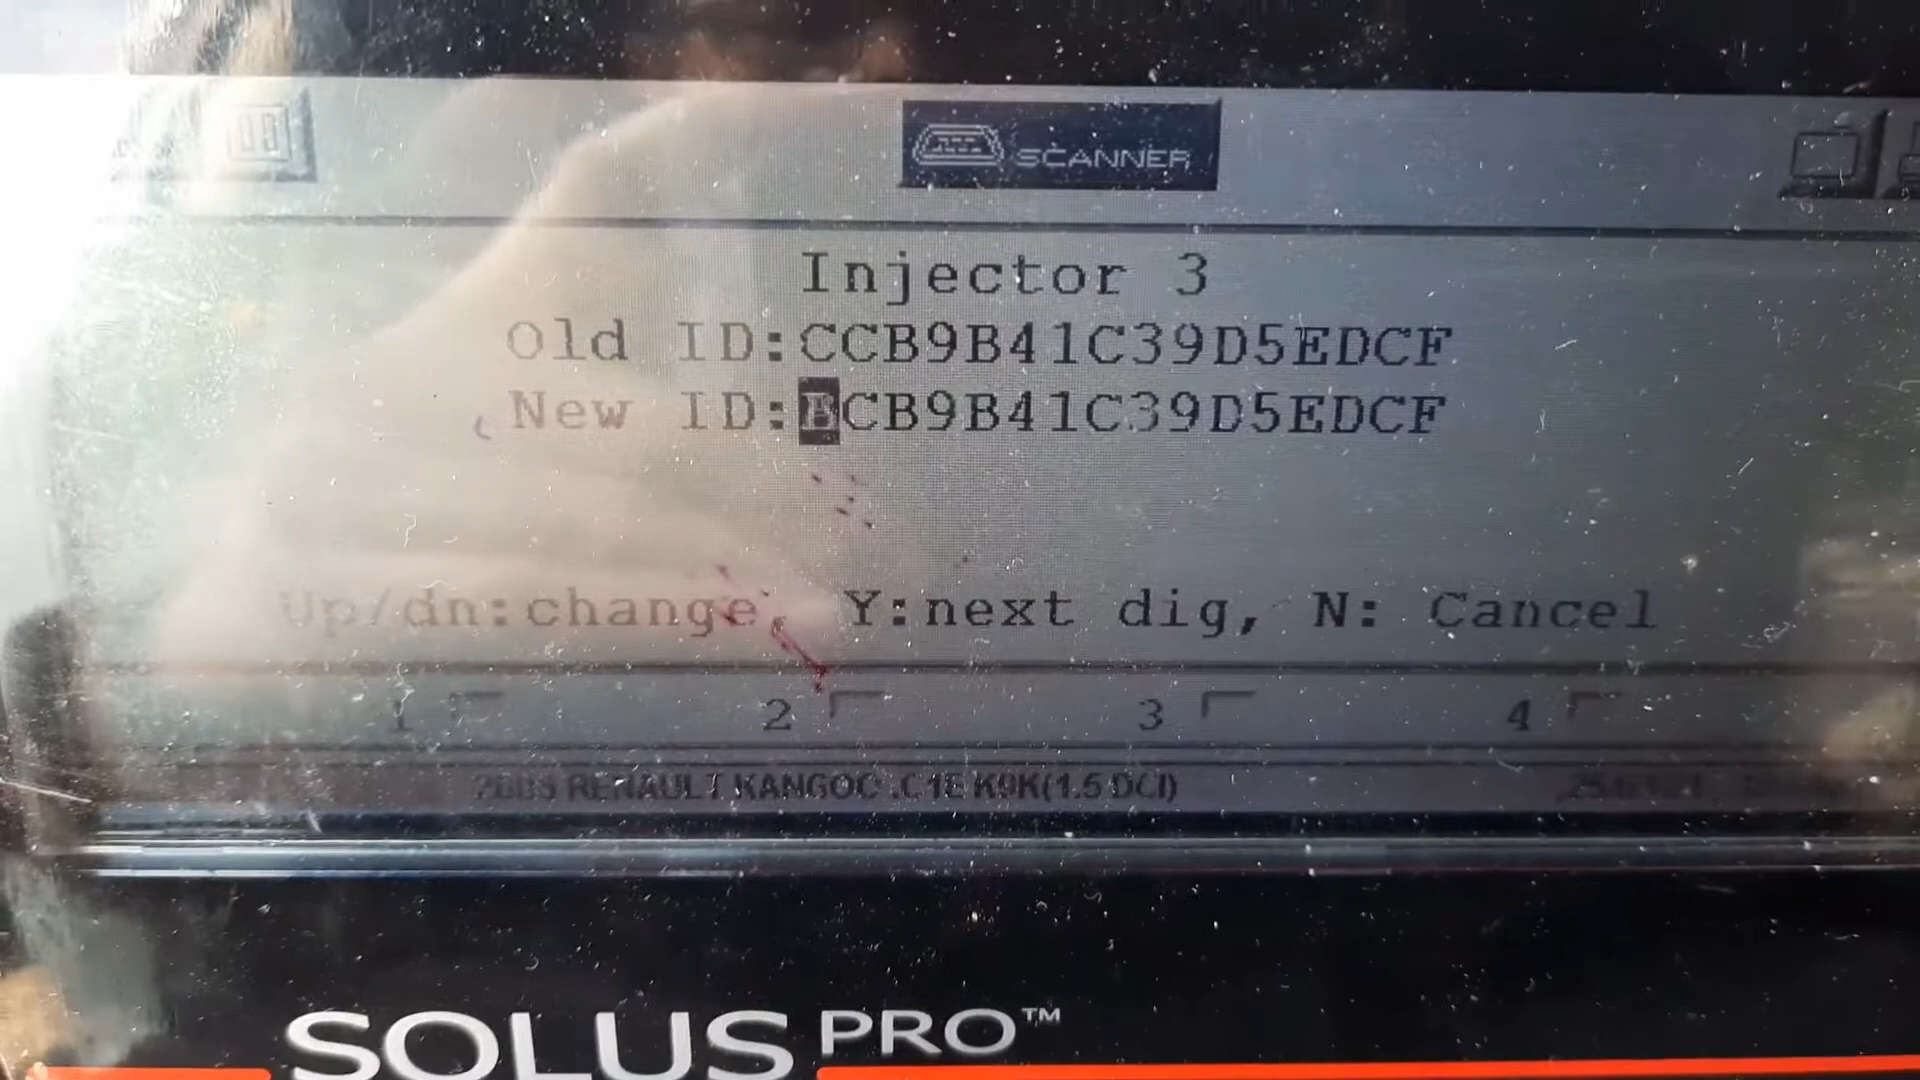 SCANNER
Injector 3
Old ID:CCB9B41C39D5EDCF
New ID:ECB9B41C39D5EDCF
Up/dn:change, Y:next dig, N: Cancel
1 2 3 4
RENAULT KANGOO .C1E K9K(1.5 DCI)
SOLUS PRO™